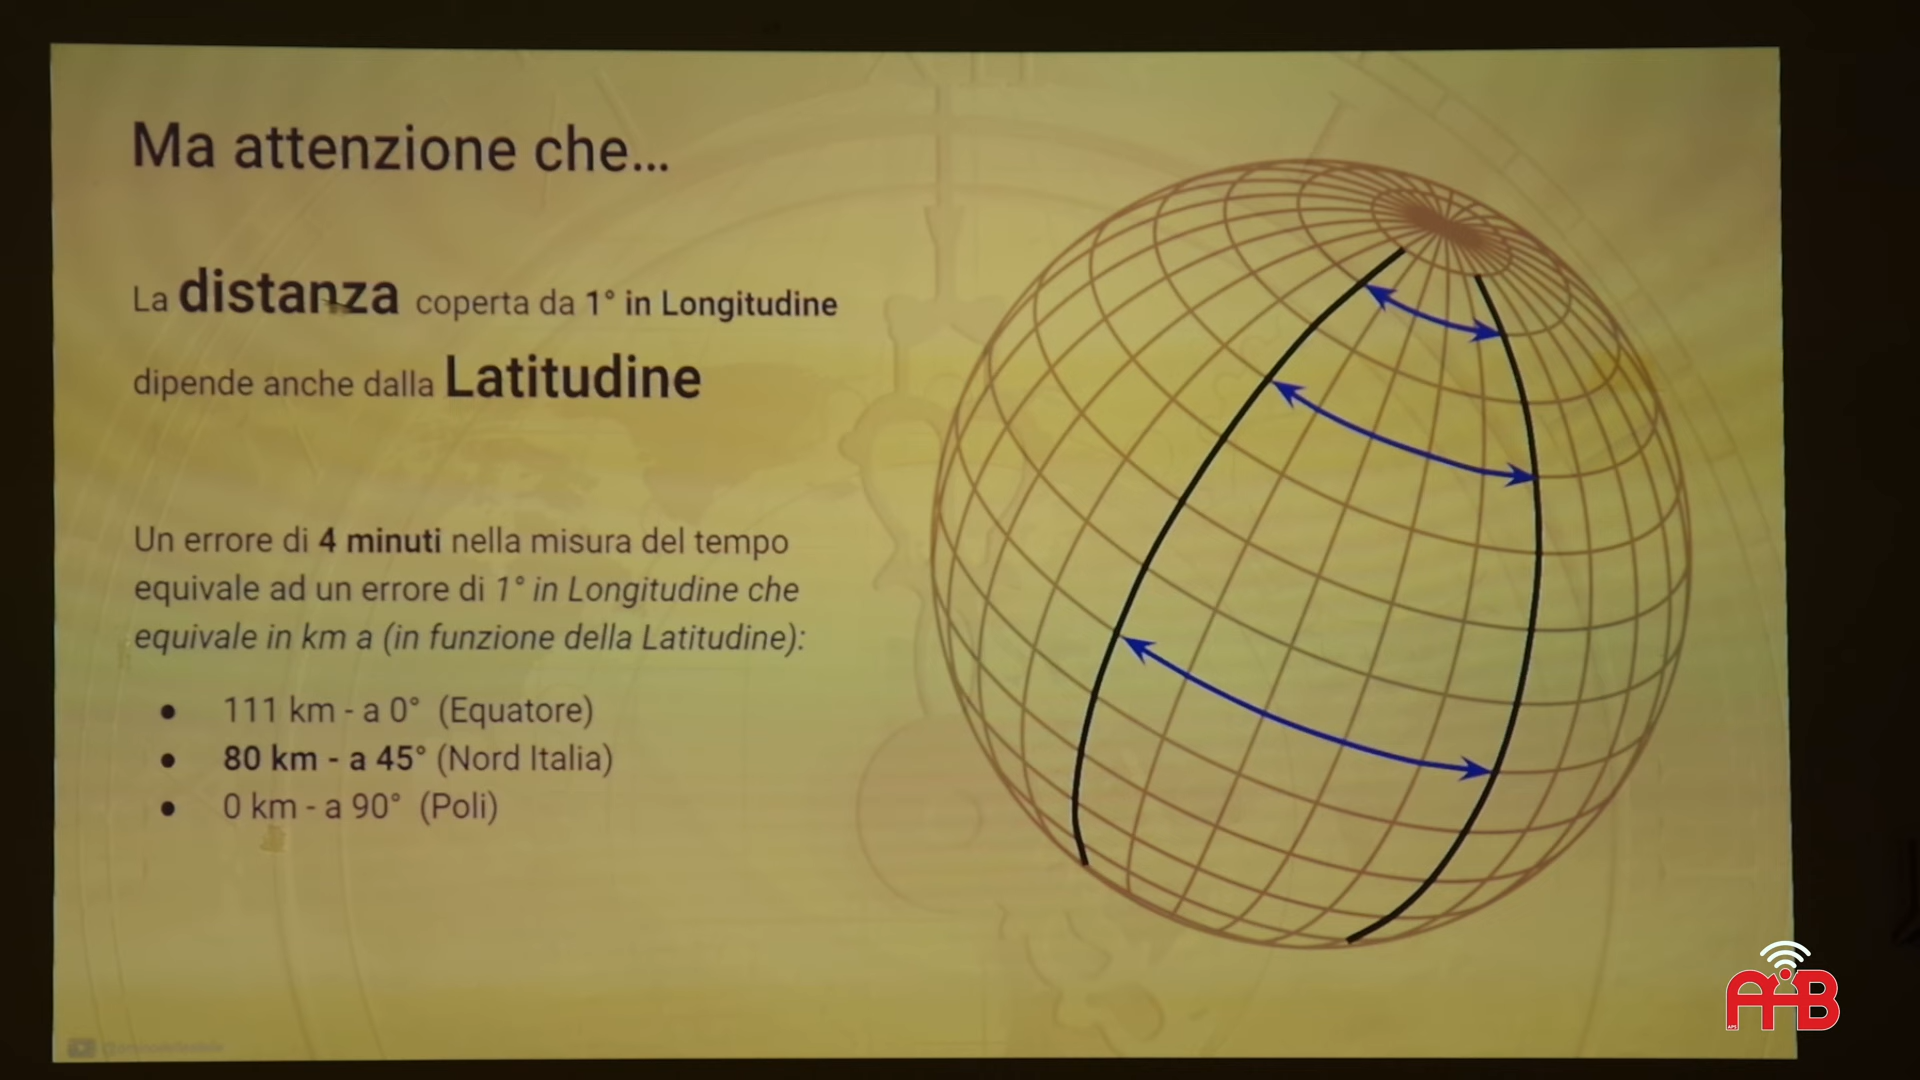 Ma attenzione che...
La distanza coperta da 1° in Longitudine
dipende anche dalla Latitudine
Un errore di 4 minuti nella misura del tempo
equivale ad un errore di 1° in Longitudine che
equivale in km a (in funzione della Latitudine):
● 111 km - a 0° (Equatore)
● 80 km - a 45° (Nord Italia)
● 0 km - a 90° (Poli)
AIB
APS